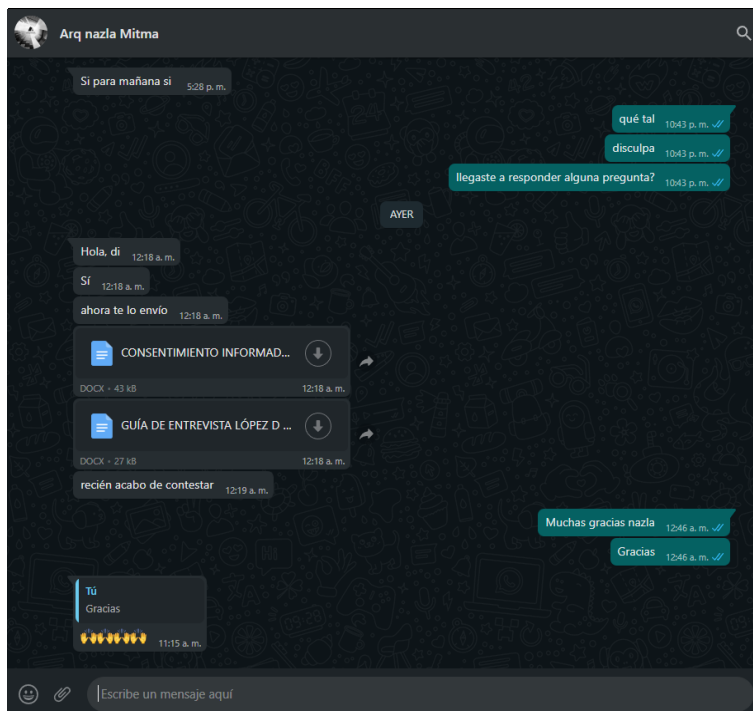 Arq nazla Mitma
Si para mañana si 5:28 p. m.
qué tal 10:43 p. m.
disculpa 10:43 p. m.
llegaste a responder alguna pregunta? 10:43 p. m.
AYER
Hola, di 12:18 a. m.
Sí 12:18 a. m.
ahora te lo envío 12:18 a. m.
CONSENTIMIENTO INFORMAD...
DOCX • 43 kB 12:18 a. m.
GUÍA DE ENTREVISTA LÓPEZ D ...
DOCX • 27 kB 12:18 a. m.
recién acabo de contestar 12:19 a. m.
Muchas gracias nazla 12:46 a. m.
Gracias 12:46 a. m.
Tú
Gracias
🙌🙌🙌🙌🙌 11:15 a. m.
Escribe un mensaje aquí